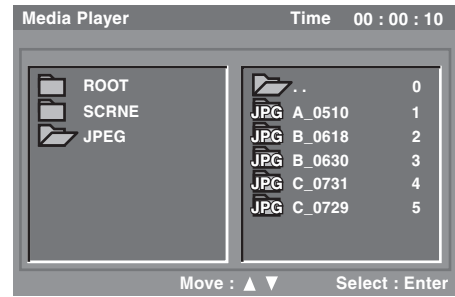 Media Player Time 00 : 00 : 10
ROOT
SCRNE
JPEG
. . 0
JPG A_0510 1
JPG B_0618 2
JPG B_0630 3
JPG C_0731 4
JPG C_0729 5
Move : ▲ ▼ Select : Enter